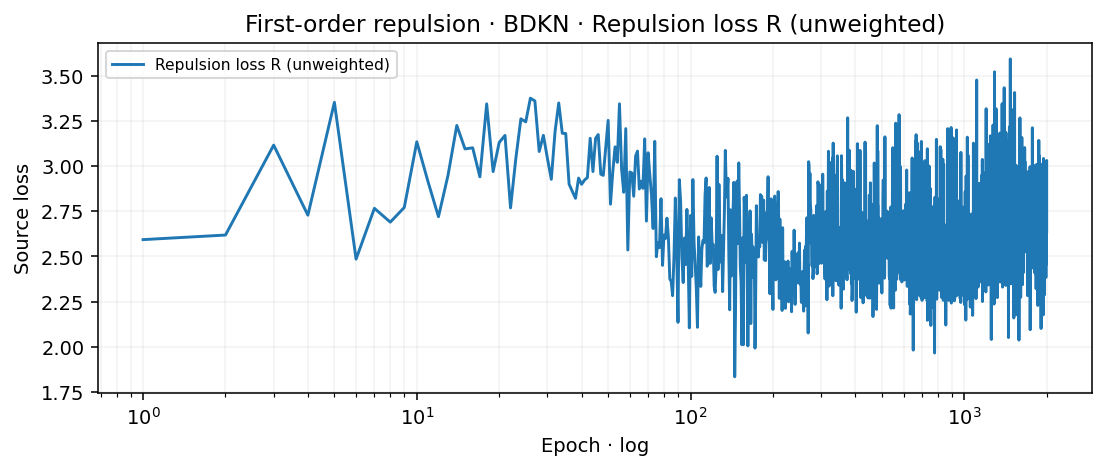 First-order repulsion · BDKN · Repulsion loss R (unweighted)
Repulsion loss R (unweighted)
Source loss
3.50
3.25
3.00
2.75
2.50
2.25
2.00
1.75
10⁰ 10¹ 10² 10³
Epoch · log